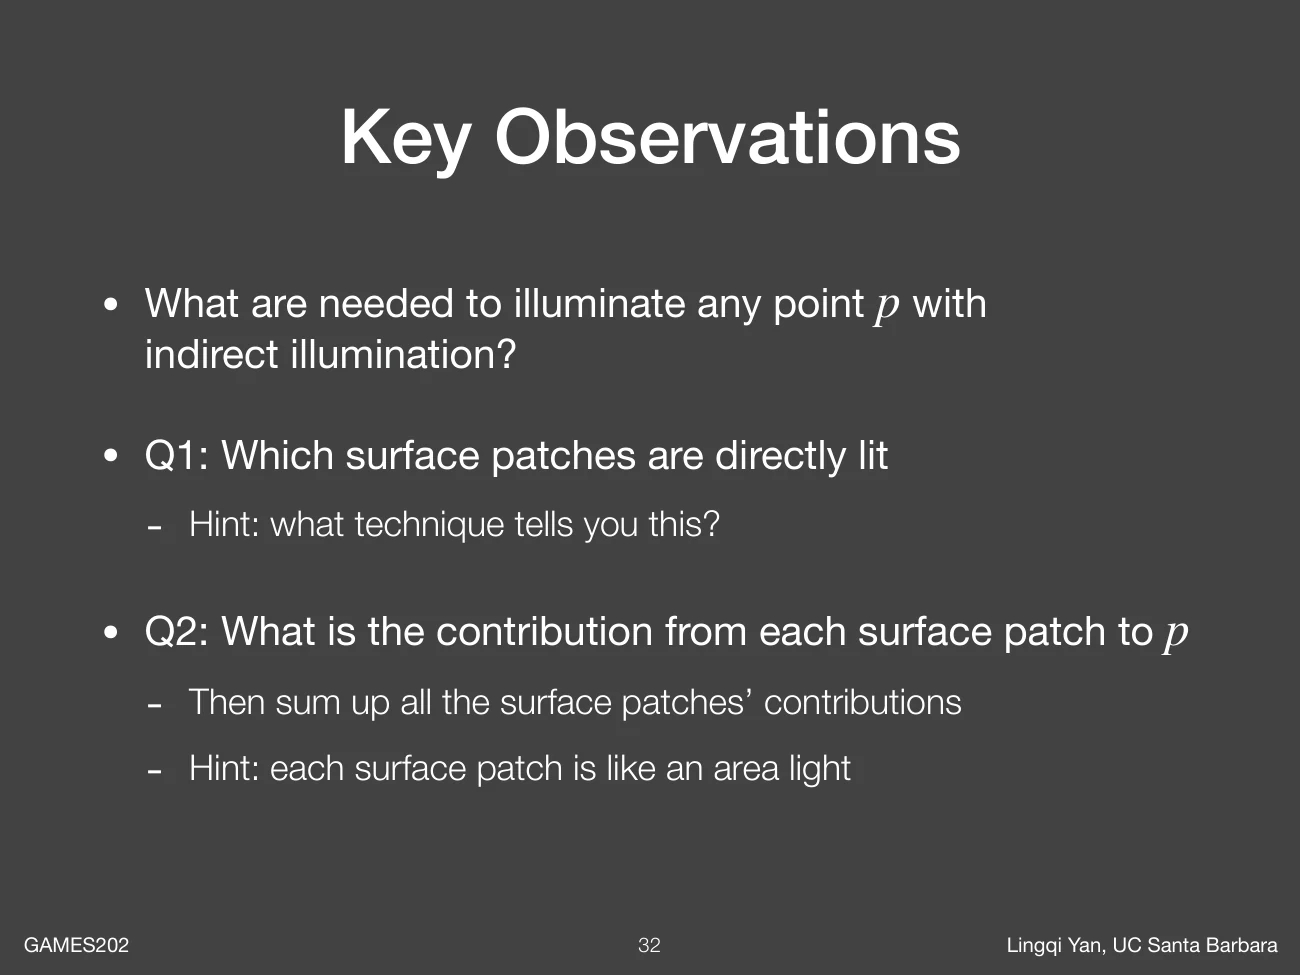 Key Observations
• What are needed to illuminate any point p with
indirect illumination?
• Q1: Which surface patches are directly lit
- Hint: what technique tells you this?
• Q2: What is the contribution from each surface patch to p
- Then sum up all the surface patches’ contributions
- Hint: each surface patch is like an area light
GAMES202
32
Lingqi Yan, UC Santa Barbara